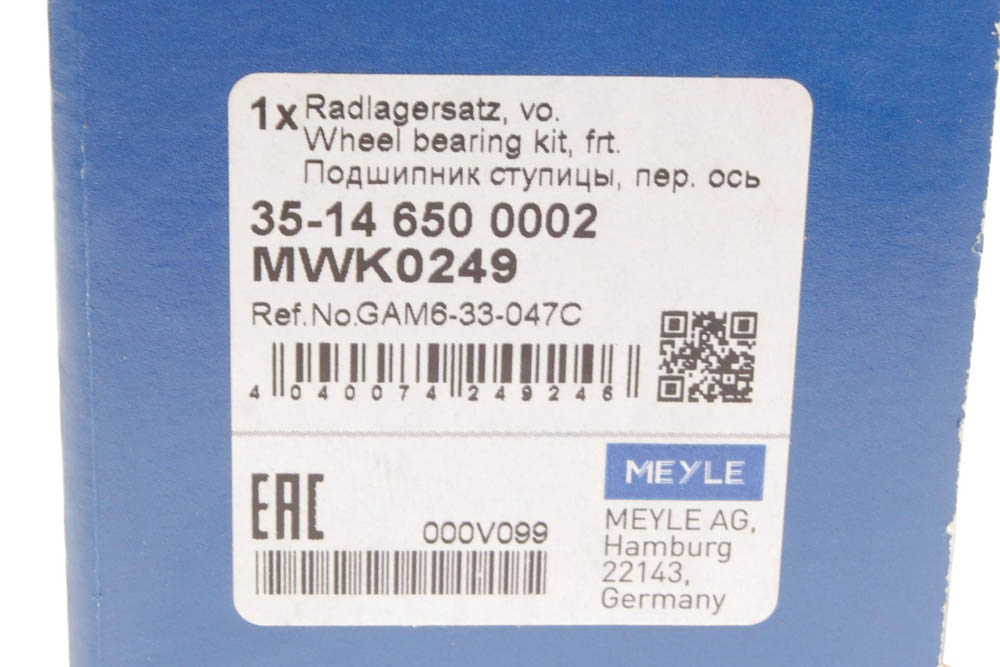 1x Radlagersatz, vo.
Wheel bearing kit, frt.
Подшипник ступицы, пер. ось
35-14 650 0002
MWK0249
Ref.No.GAM6-33-047C
4 040074 249246
EAC
000V099
MEYLE
MEYLE AG,
Hamburg
22143,
Germany